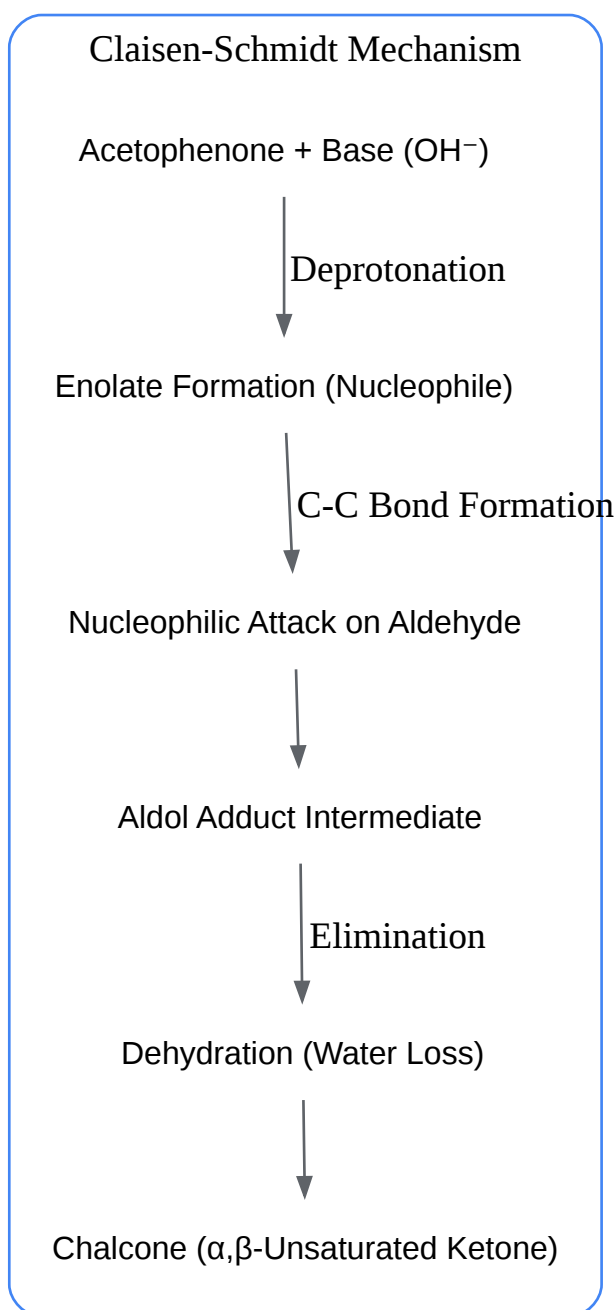 Claisen-Schmidt Mechanism
Acetophenone + Base (OH⁻)
Deprotonation
Enolate Formation (Nucleophile)
C-C Bond Formation
Nucleophilic Attack on Aldehyde
Aldol Adduct Intermediate
Elimination
Dehydration (Water Loss)
Chalcone (α,β-Unsaturated Ketone)